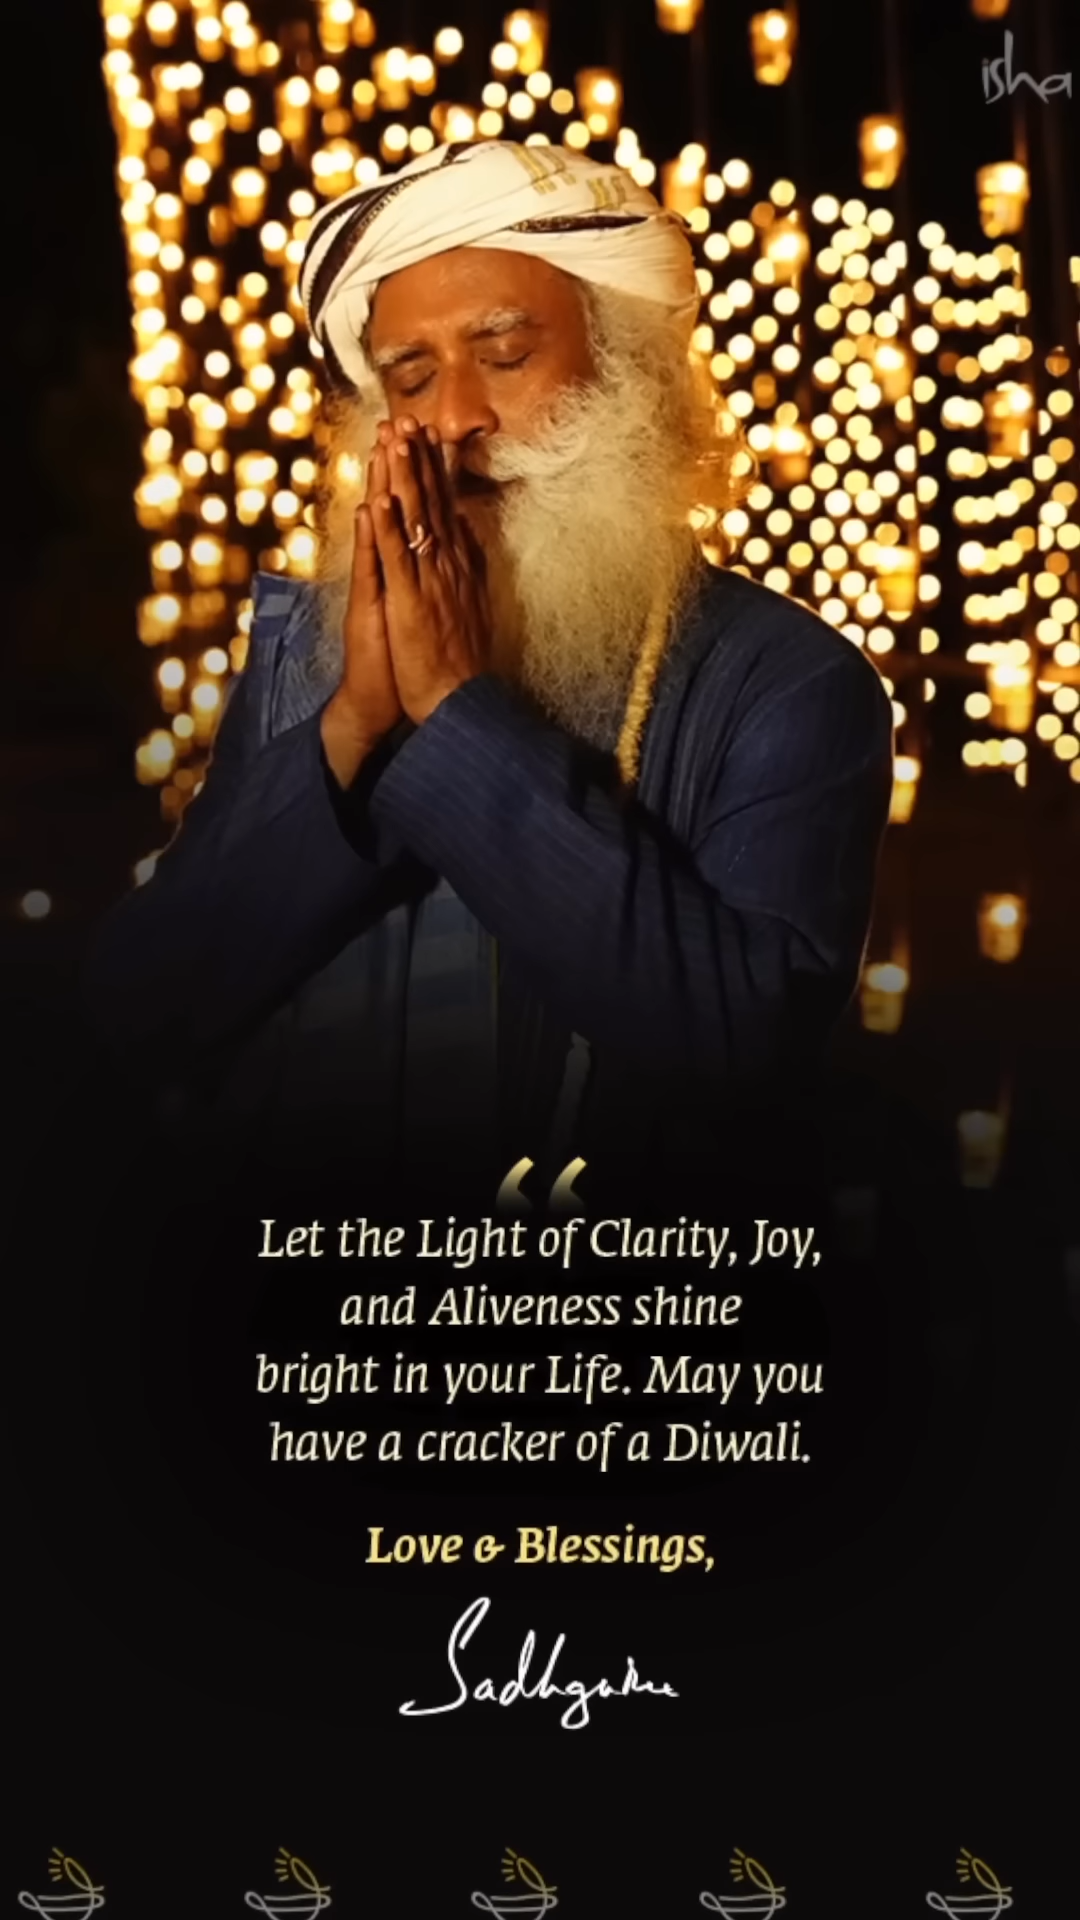 isha
“
Let the Light of Clarity, Joy,
and Aliveness shine
bright in your Life. May you
have a cracker of a Diwali.
Love & Blessings,
Sadhguru